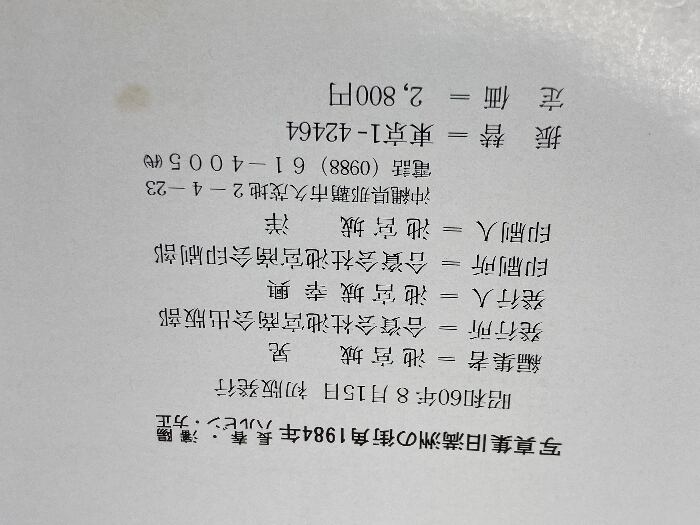 写真集旧満洲の街角1984年 長春・瀋陽
ハルビン・方正
昭和60年8月15日 初版発行
編集者＝池宮城 晃
発行所＝合資会社池宮商会出版部
発行人＝池宮城 幸興
印刷所＝合資会社池宮商会印刷部
印刷人＝池宮城 洋
沖縄県那覇市久茂地2-4-23
電話（0988）61-4005㈹
振替＝東京1-42464
定価＝2,800円